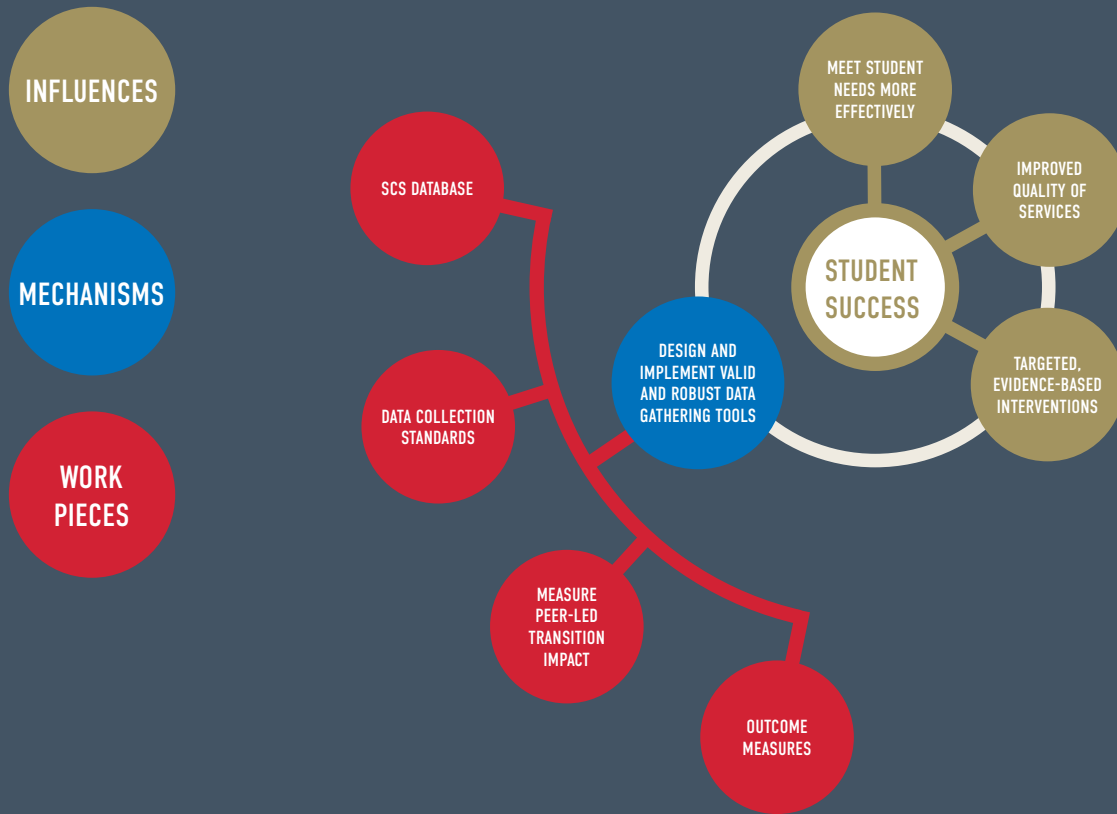 INFLUENCES
MECHANISMS
WORK
PIECES
SCS DATABASE
DATA COLLECTION
STANDARDS
MEASURE
PEER-LED
TRANSITION
IMPACT
OUTCOME
MEASURES
DESIGN AND
IMPLEMENT VALID
AND ROBUST DATA
GATHERING TOOLS
STUDENT
SUCCESS
MEET STUDENT
NEEDS MORE
EFFECTIVELY
IMPROVED
QUALITY OF
SERVICES
TARGETED,
EVIDENCE-BASED
INTERVENTIONS